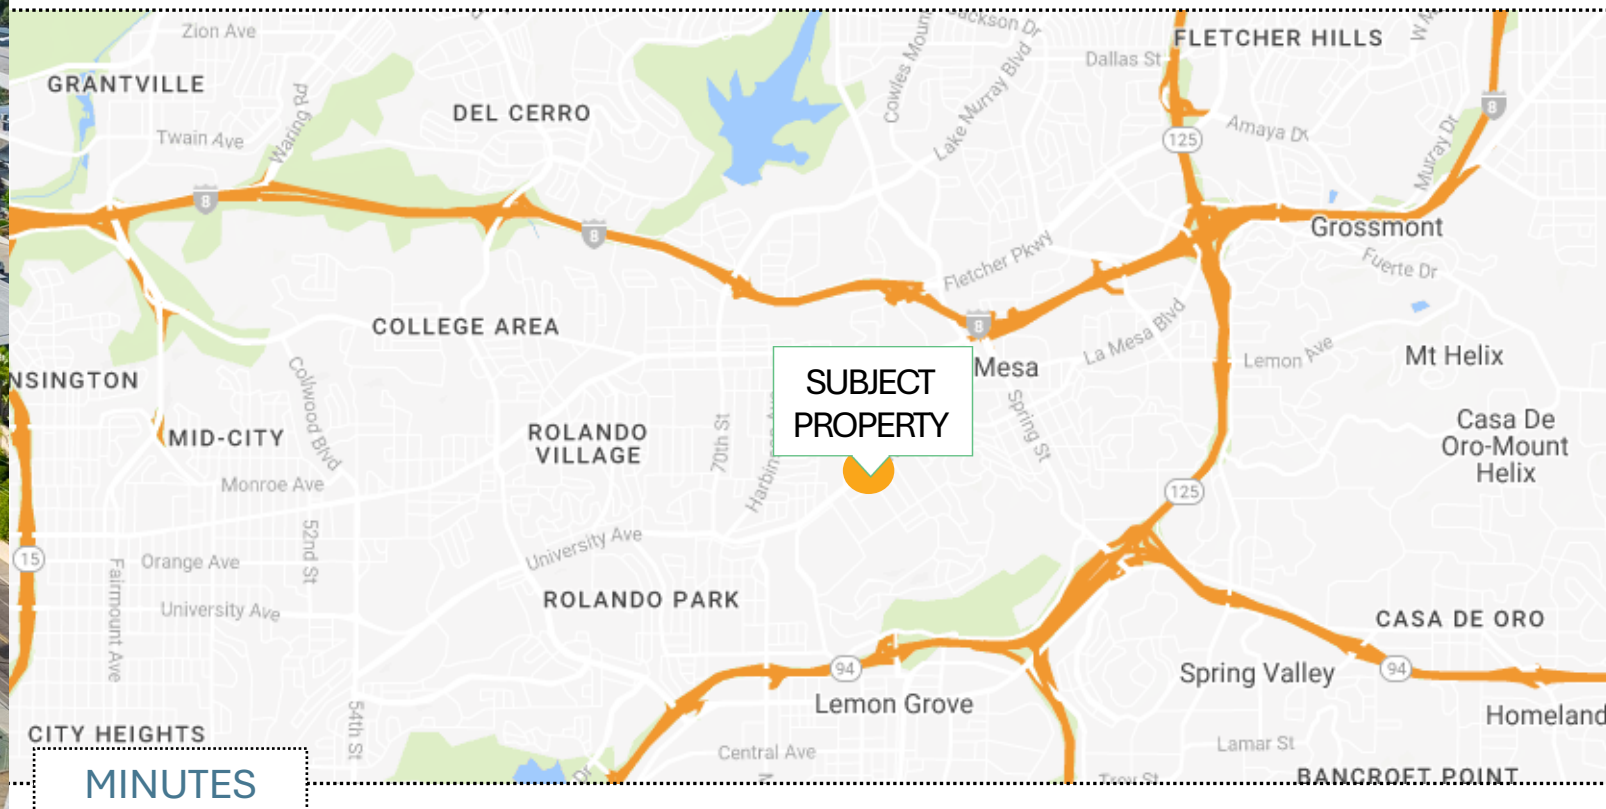 Zion Ave
GRANTVILLE
Twain Ave
Waring Rd
DEL CERRO
Jackson Dr
Cowles Moun
Lake Murray Blvd
Dallas St
FLETCHER HILLS
W M
125
Amaya Dr
Murray Dr
8
8
8
Grossmont
Fletcher Pkwy
Fuerte Dr
8
COLLEGE AREA
La Mesa Blvd
Lemon Ave
Mt Helix
Mesa
SUBJECT
PROPERTY
NSINGTON
Collwood Blvd
MID-CITY
ROLANDO
VILLAGE
70th St
Harbins
Spring St
Casa De
Oro-Mount
Helix
Monroe Ave
125
52nd St
University Ave
15
Orange Ave
Fairmount Ave
University Ave
ROLANDO PARK
CASA DE ORO
94
Spring Valley
94
Lemon Grove
54th St
Homeland
CITY HEIGHTS
Central Ave
Lamar St
Dr
Troy St
BANCROFT POINT
MINUTES